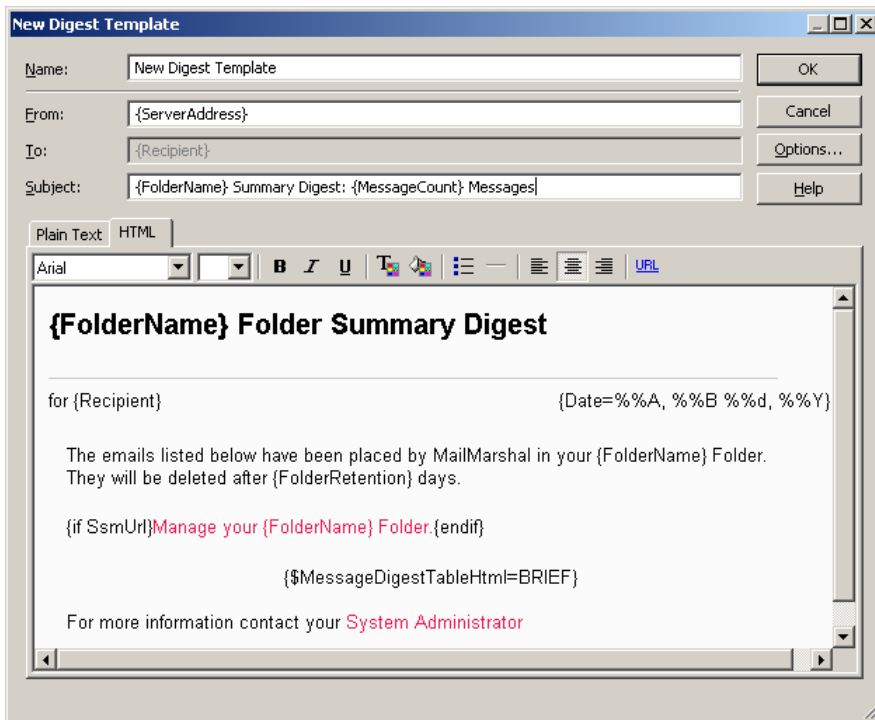 New Digest Template
Name:
New Digest Template
OK
From:
{ServerAddress}
Cancel
To:
{Recipient}
Options...
Subject:
{FolderName} Summary Digest: {MessageCount} Messages
Help
Plain Text
HTML
Arial
B I U T URL
{FolderName} Folder Summary Digest
for {Recipient}
{Date=%%A, %%B %%d, %%Y}
The emails listed below have been placed by MailMarshal in your {FolderName} Folder.
They will be deleted after {FolderRetention} days.
{if SsmUrl}Manage your {FolderName} Folder.{endif}
{$MessageDigestTableHtml=BRIEF}
For more information contact your System Administrator